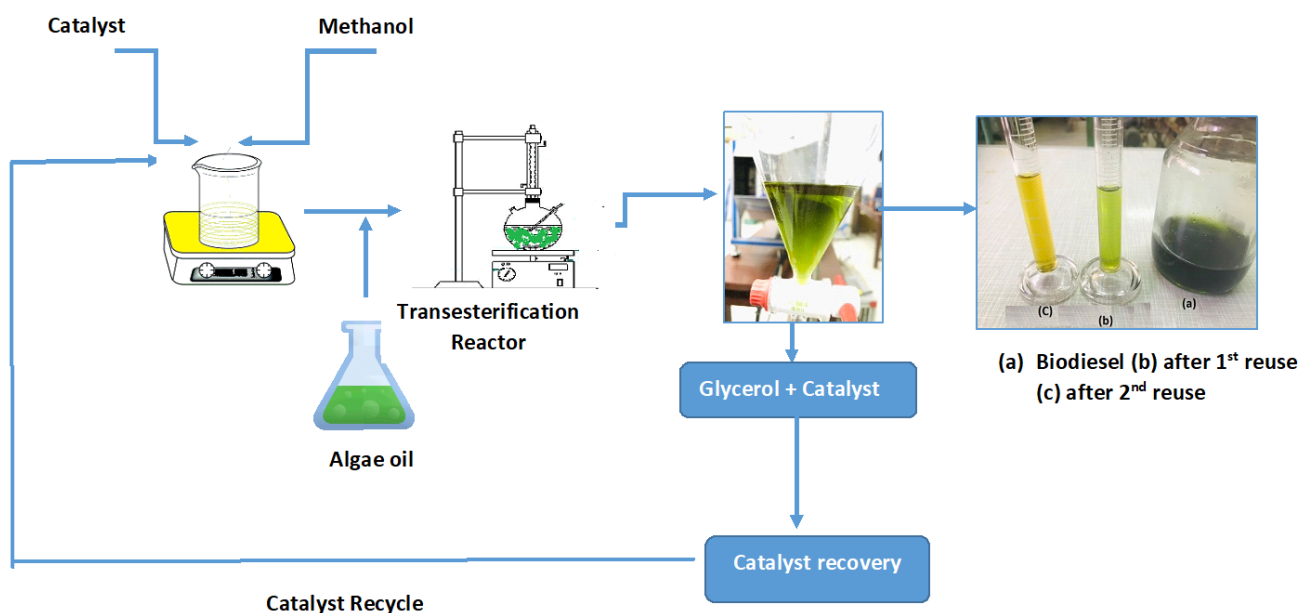 Catalyst
Methanol
Transesterification
Reactor
Algae oil
Glycerol + Catalyst
Catalyst recovery
Catalyst Recycle
(C)
(b)
(a)
(a) Biodiesel (b) after 1st reuse
(c) after 2nd reuse